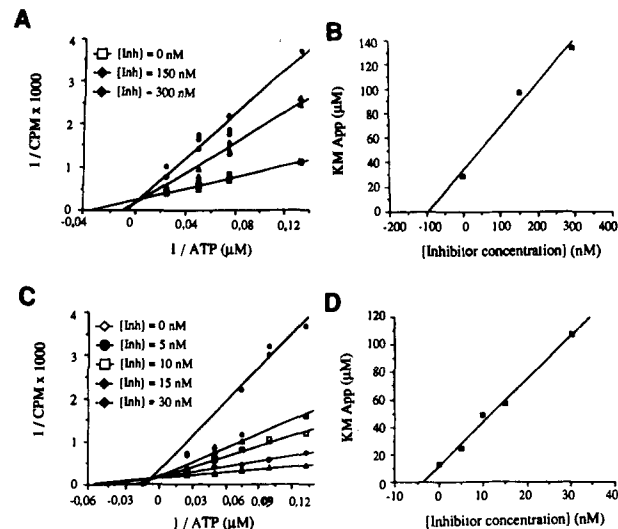 A
[Inh] = 0 nM
[Inh] = 150 nM
[Inh] = 300 nM
4
3
2
1
0
1 / CPM x 1000
-0,04 0 0,04 0,08 0,12
1 / ATP (µM)
B
140
120
100
80
60
40
20
0
KM App (µM)
-200 -100 0 100 200 300 400
[Inhibitor concentration] (nM)
C
[Inh] = 0 nM
[Inh] = 5 nM
[Inh] = 10 nM
[Inh] = 15 nM
[Inh] = 30 nM
4
3
2
1
0
1 / CPM x 1000
-0,06 -0,03 0 0,03 0,06 0,09 0,12
1 / ATP (µM)
D
120
100
80
60
40
20
0
KM App (µM)
-10 0 10 20 30 40
[Inhibitor concentration] (nM)